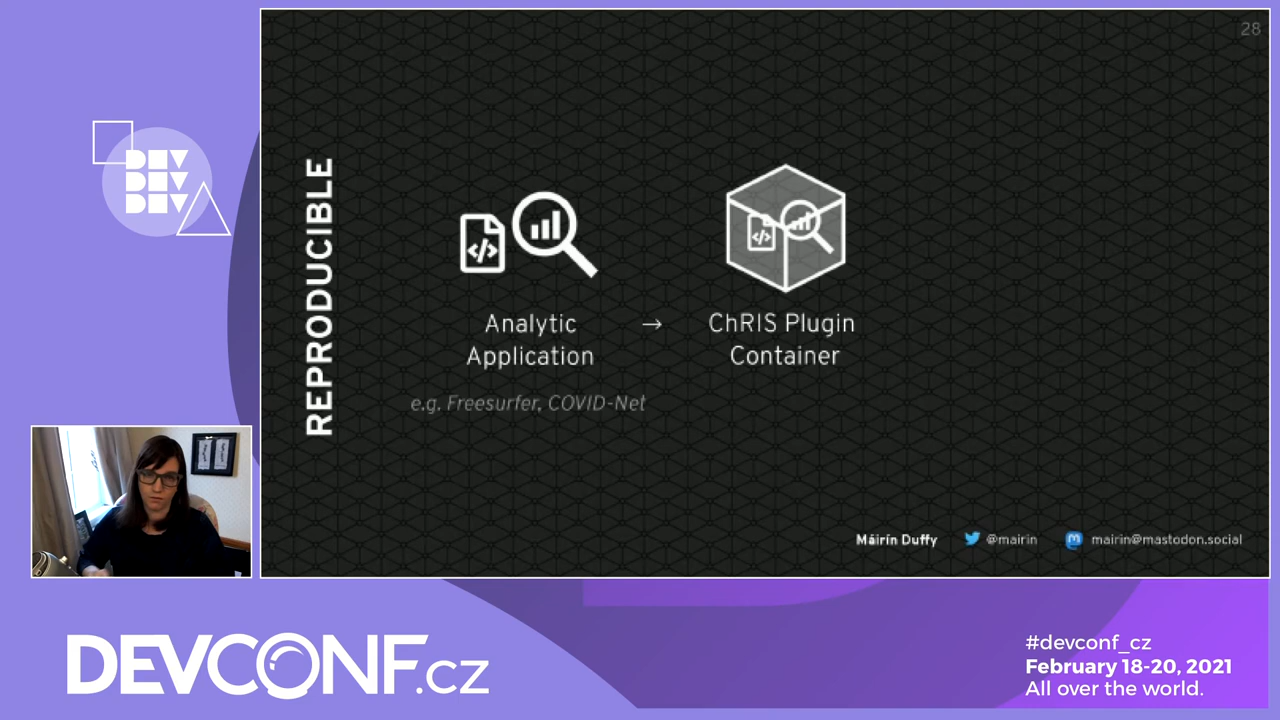 28
REPRODUCIBLE
</>
</>
Analytic
Application
→
ChRIS Plugin
Container
e.g. Freesurfer, COVID-Net
Máirín Duffy @mairin mairin@mastodon.social
DEV
DEV
DEV
DEVCONF.cz
#devconf_cz
February 18-20, 2021
All over the world.